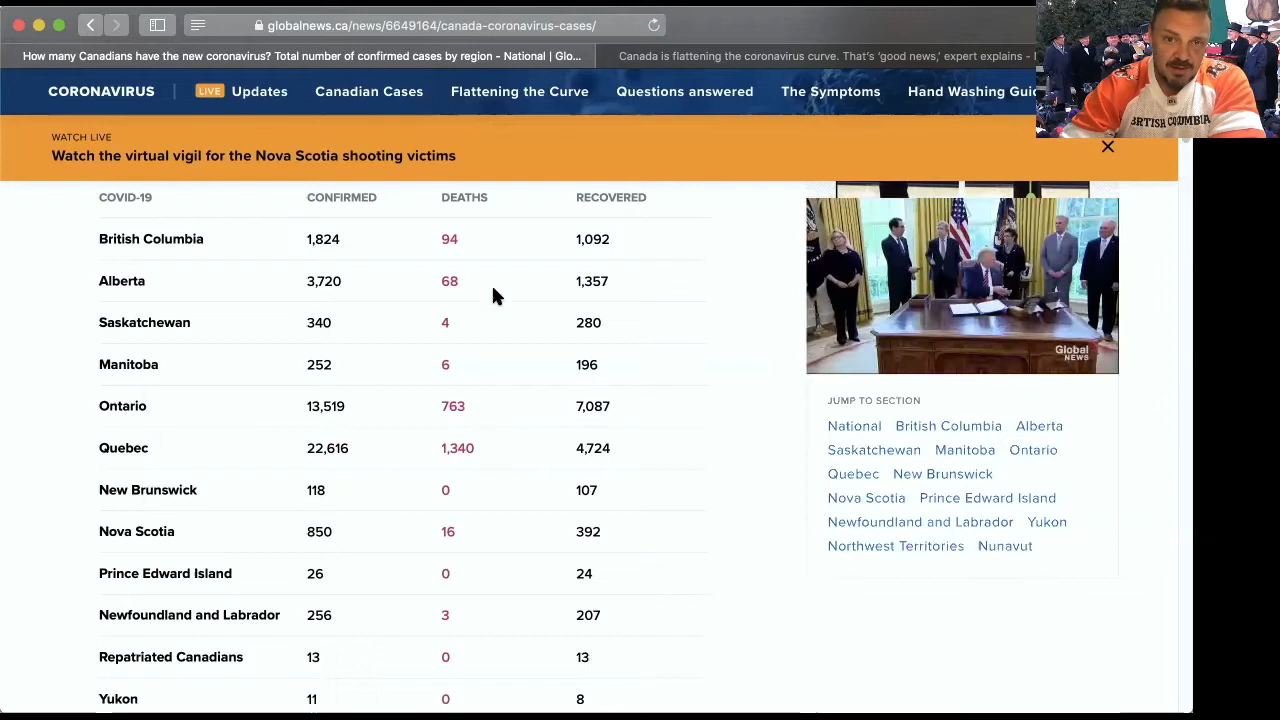 globalnews.ca/news/6649164/canada-coronavirus-cases/
How many Canadians have the new coronavirus? Total number of confirmed cases by region - National | Glo...
Canada is flattening the coronavirus curve. That's ‘good news,’ expert explains - N
CORONAVIRUS | LIVE Updates Canadian Cases Flattening the Curve Questions answered The Symptoms Hand Washing Guid
WATCH LIVE
Watch the virtual vigil for the Nova Scotia shooting victims
BRITISH COLUMBIA
COVID-19 CONFIRMED DEATHS RECOVERED
British Columbia 1,824 94 1,092
Alberta 3,720 68 1,357
Saskatchewan 340 4 280
Manitoba 252 6 196
Ontario 13,519 763 7,087
Quebec 22,616 1,340 4,724
New Brunswick 118 0 107
Nova Scotia 850 16 392
Prince Edward Island 26 0 24
Newfoundland and Labrador 256 3 207
Repatriated Canadians 13 0 13
Yukon 11 0 8
Global
NEWS
JUMP TO SECTION
National British Columbia Alberta
Saskatchewan Manitoba Ontario
Quebec New Brunswick
Nova Scotia Prince Edward Island
Newfoundland and Labrador Yukon
Northwest Territories Nunavut